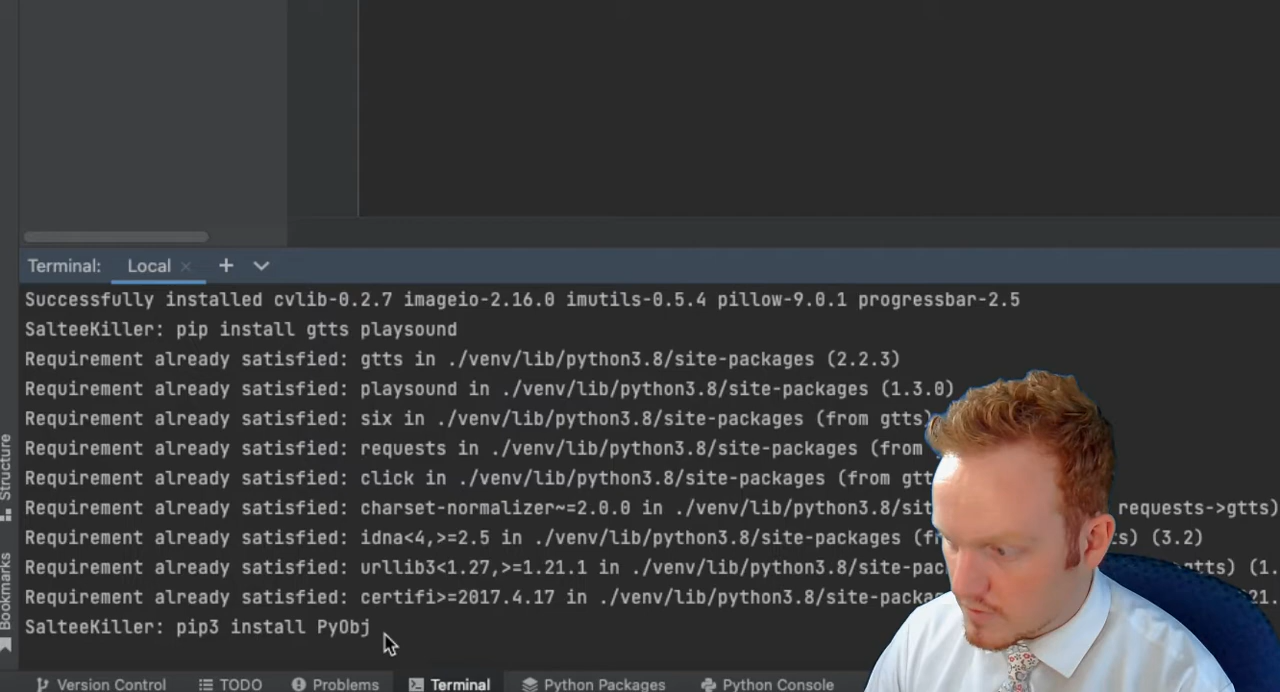 Terminal: Local × + 
Successfully installed cvlib-0.2.7 imageio-2.16.0 imutils-0.5.4 pillow-9.0.1 progressbar-2.5
SalteeKiller: pip install gtts playsound
Requirement already satisfied: gtts in ./venv/lib/python3.8/site-packages (2.2.3)
Requirement already satisfied: playsound in ./venv/lib/python3.8/site-packages (1.3.0)
Requirement already satisfied: six in ./venv/lib/python3.8/site-packages (from gtts)
Requirement already satisfied: requests in ./venv/lib/python3.8/site-packages (from
Requirement already satisfied: click in ./venv/lib/python3.8/site-packages (from gtt
Requirement already satisfied: charset-normalizer~=2.0.0 in ./venv/lib/python3.8/sit requests->gtts)
Requirement already satisfied: idna<4,>=2.5 in ./venv/lib/python3.8/site-packages (fr s) (3.2)
Requirement already satisfied: urllib3<1.27,>=1.21.1 in ./venv/lib/python3.8/site-pac gtts) (1.
Requirement already satisfied: certifi>=2017.4.17 in ./venv/lib/python3.8/site-packa 21.
SalteeKiller: pip3 install PyObj
Structure
Bookmarks
Version Control TODO Problems Terminal Python Packages Python Console